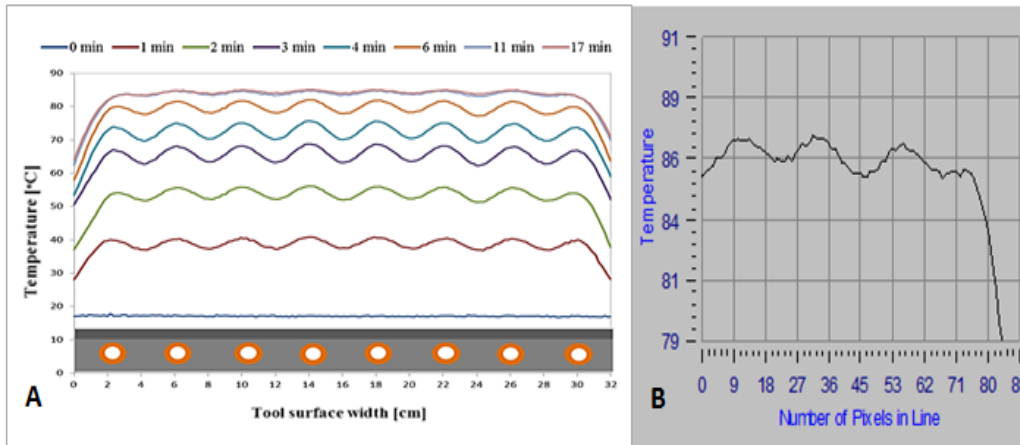 0 min 1 min 2 min 3 min 4 min 6 min 11 min 17 min
Temperature [°C]
90
80
70
60
50
40
30
20
10
0
0 2 4 6 8 10 12 14 16 18 20 22 24 26 28 30 32
Tool surface width [cm]
A
Temperature
91
89
86
84
81
79
0 9 18 27 36 45 53 62 71 80
Number of Pixels in Line
B